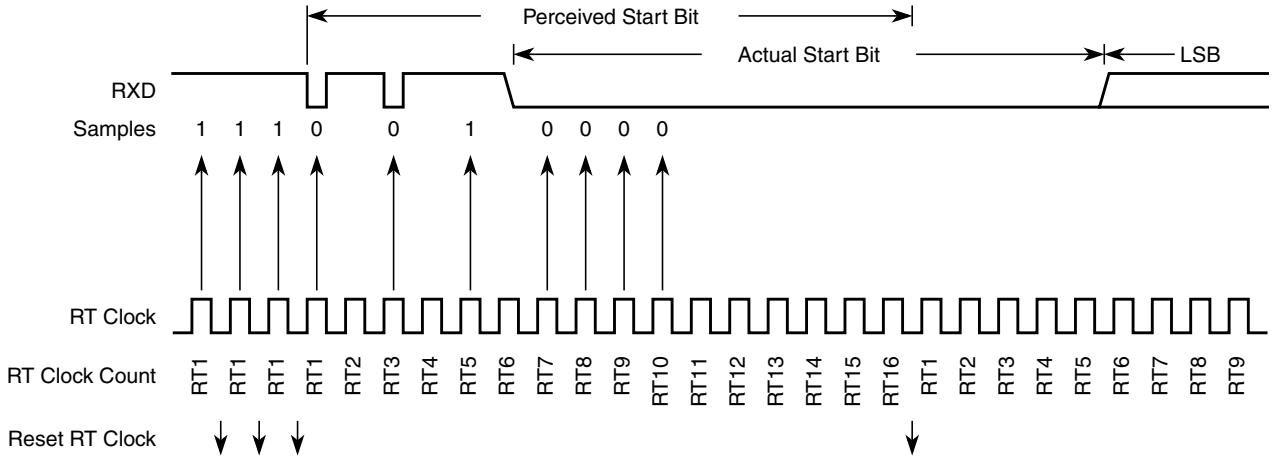 Perceived Start Bit
Actual Start Bit
LSB
RXD
Samples 1 1 1 0 0 1 0 0 0 0
RT Clock
RT Clock Count RT1 RT1 RT1 RT1 RT2 RT3 RT4 RT5 RT6 RT7 RT8 RT9 RT10 RT11 RT12 RT13 RT14 RT15 RT16 RT1 RT2 RT3 RT4 RT5 RT6 RT7 RT8 RT9
Reset RT Clock